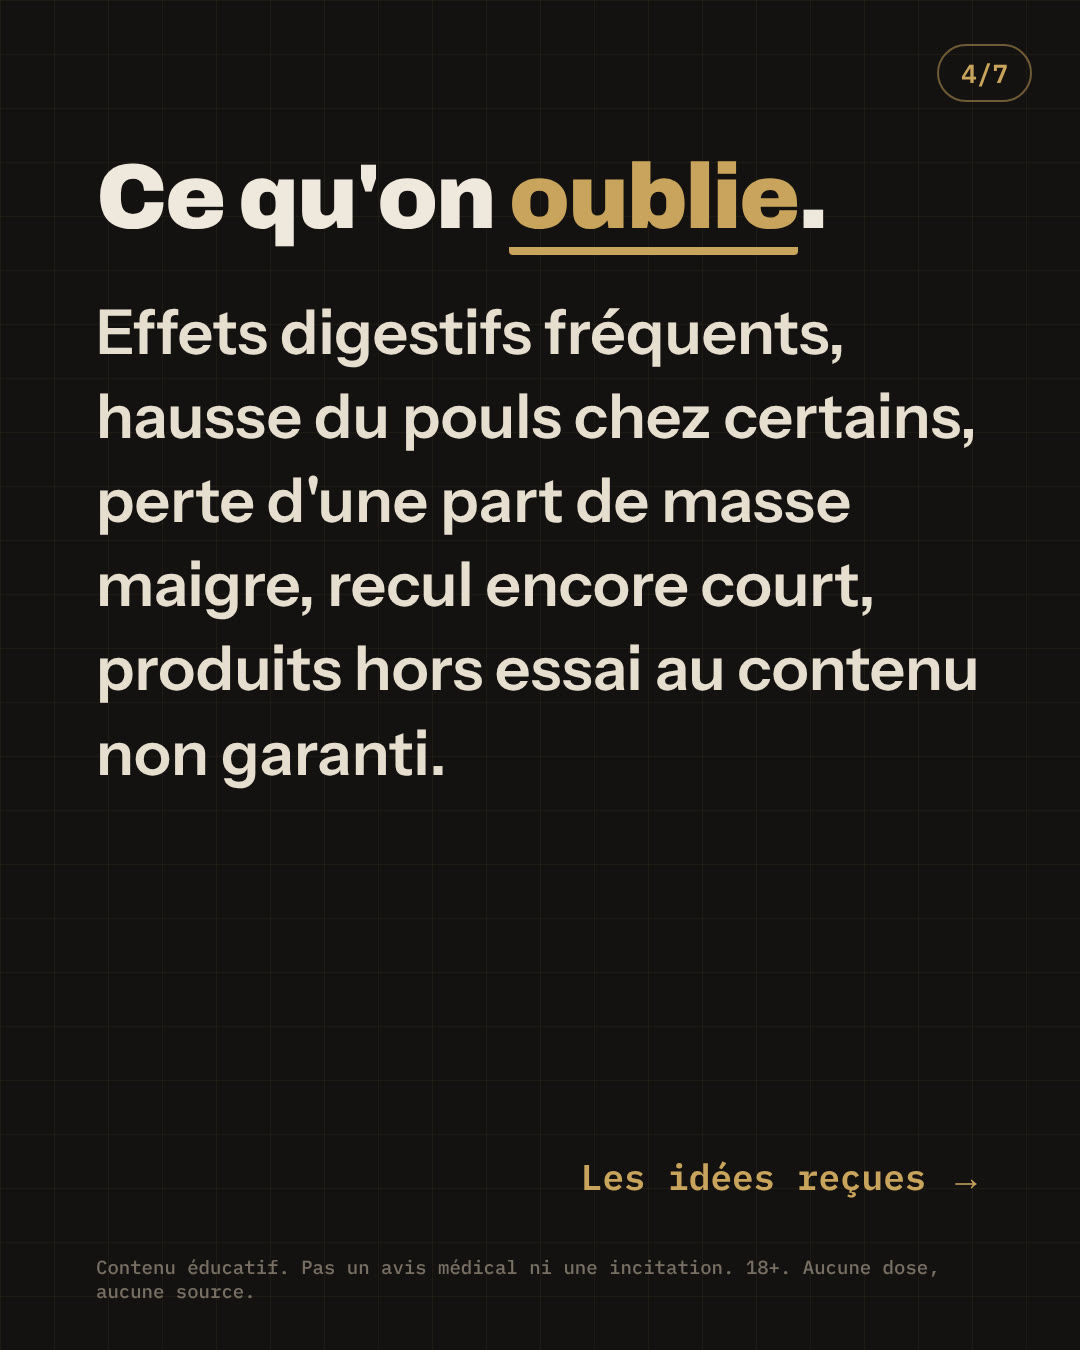 4/7
Ce qu'on oublie.
Effets digestifs fréquents,
hausse du pouls chez certains,
perte d'une part de masse
maigre, recul encore court,
produits hors essai au contenu
non garanti.
Les idées reçues →
Contenu éducatif. Pas un avis médical ni une incitation. 18+. Aucune dose,
aucune source.